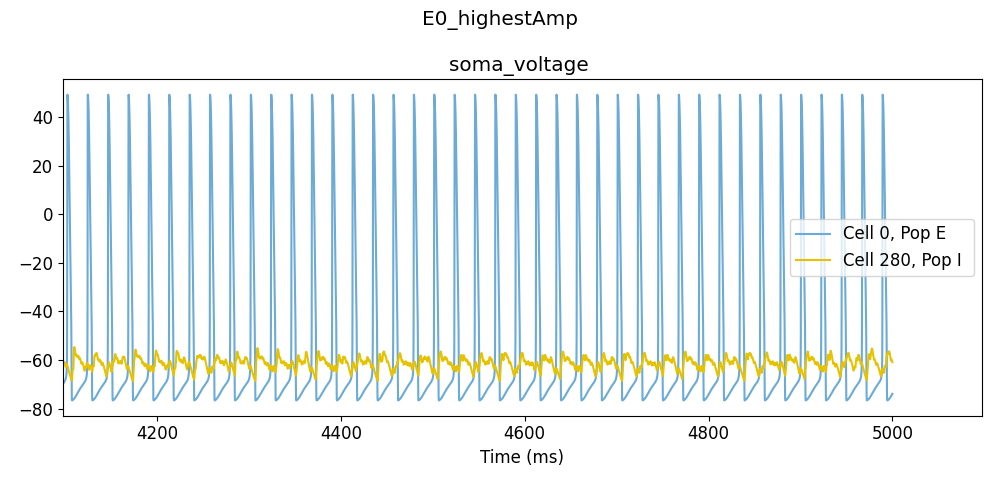 E0_highestAmp
soma_voltage
40
20
0
−20
−40
−60
−80
Cell 0, Pop E
Cell 280, Pop I
4200 4400 4600 4800 5000
Time (ms)